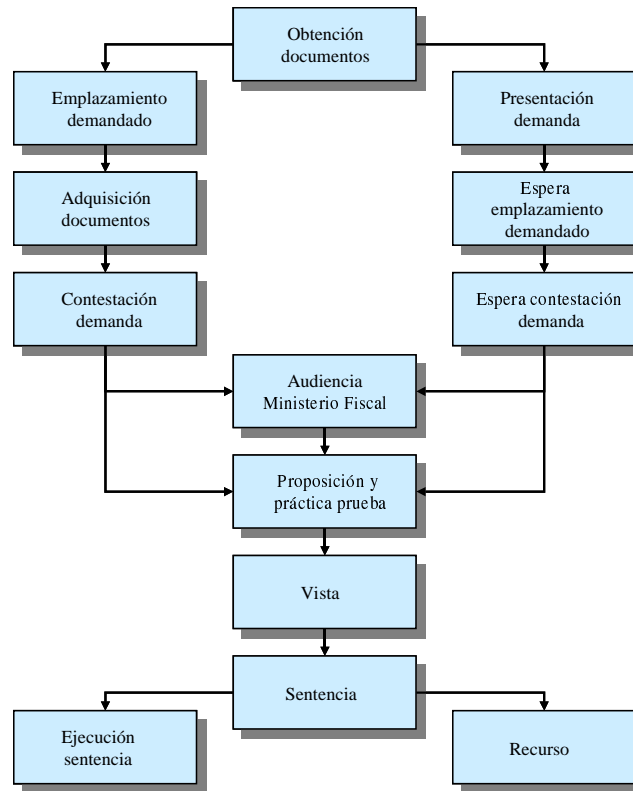 Obtención
documentos
Emplazamiento
demandado
Presentación
demanda
Adquisición
documentos
Espera
emplazamiento
demandado
Contestación
demanda
Espera contestación
demanda
Audiencia
Ministerio Fiscal
Proposición y
práctica prueba
Vista
Sentencia
Ejecución
sentencia
Recurso